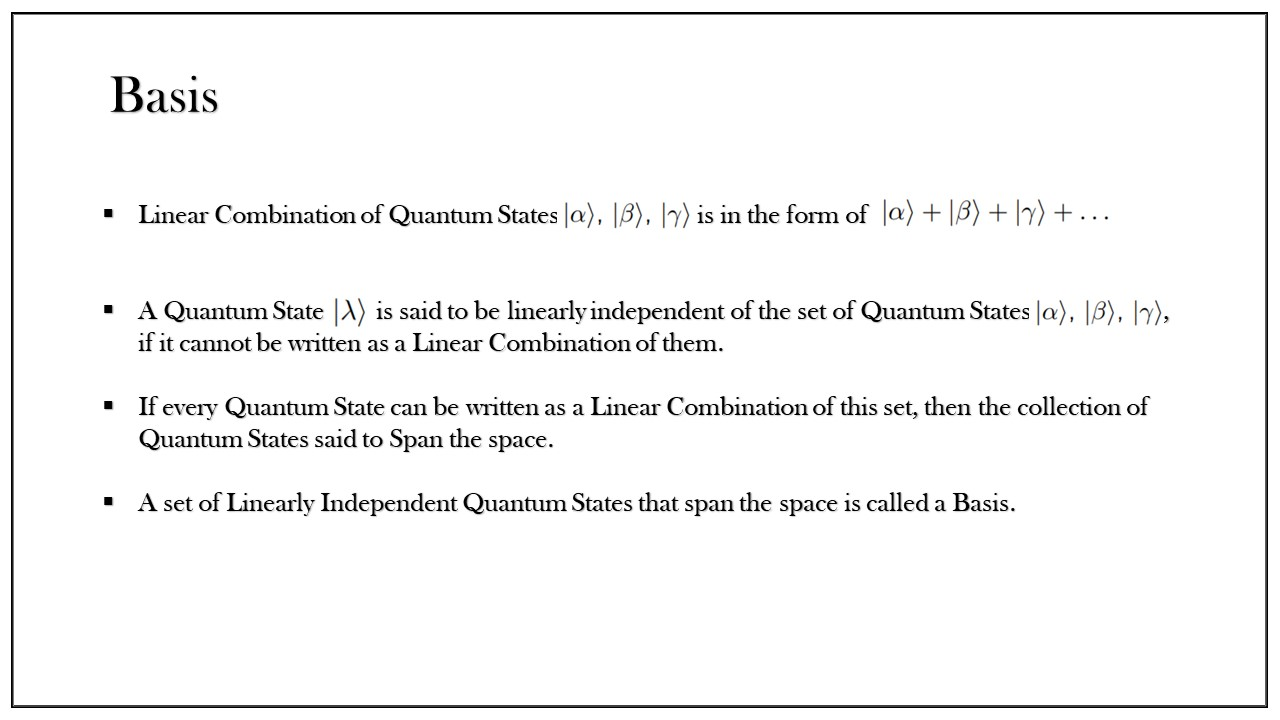 Basis
▪ Linear Combination of Quantum States |α⟩, |β⟩, |γ⟩ is in the form of |α⟩ + |β⟩ + |γ⟩ + ...
▪ A Quantum State |λ⟩ is said to be linearly independent of the set of Quantum States |α⟩, |β⟩, |γ⟩,
if it cannot be written as a Linear Combination of them.
▪ If every Quantum State can be written as a Linear Combination of this set, then the collection of
Quantum States said to Span the space.
▪ A set of Linearly Independent Quantum States that span the space is called a Basis.